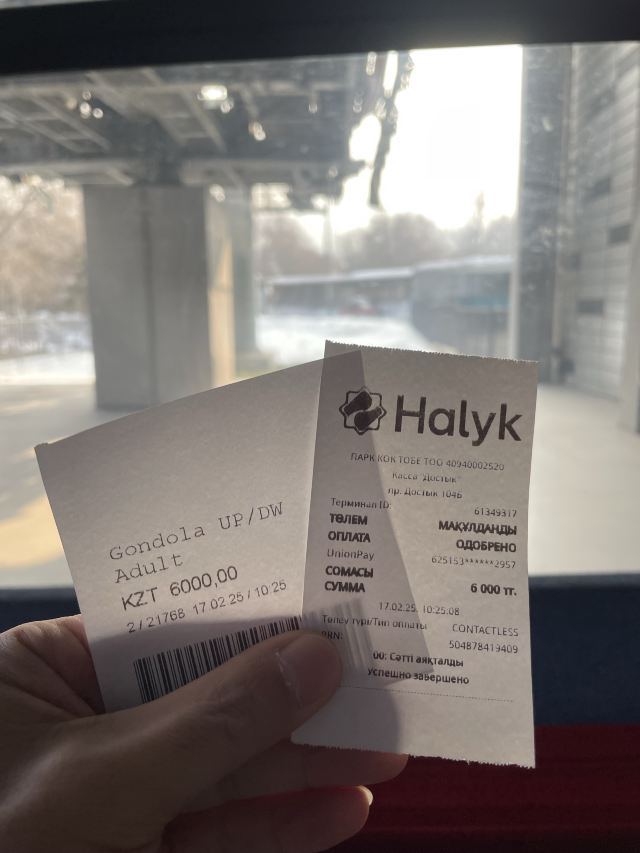 Gondola UP/DW
Adult
KZT 6000,00
2/21768 17.02.25/10:25
Halyk
ПАРК КОК ТОБЕ ТОО 40940002520
Касса "Достык"
пр. Достык 104Б
Терминал ID: 61349317
ТӨЛЕМ МАҚҰЛДАНДЫ
ОПЛАТА ОДОБРЕНО
UnionPay 625153******2957
СОМАСЫ
СУММА 6 000 тг.
17.02.25, 10:25:08
Төлеу түрі/Тип оплаты CONTACTLESS
RRN: 504878419409
00: Сәтті аяқталды
Успешно завершено